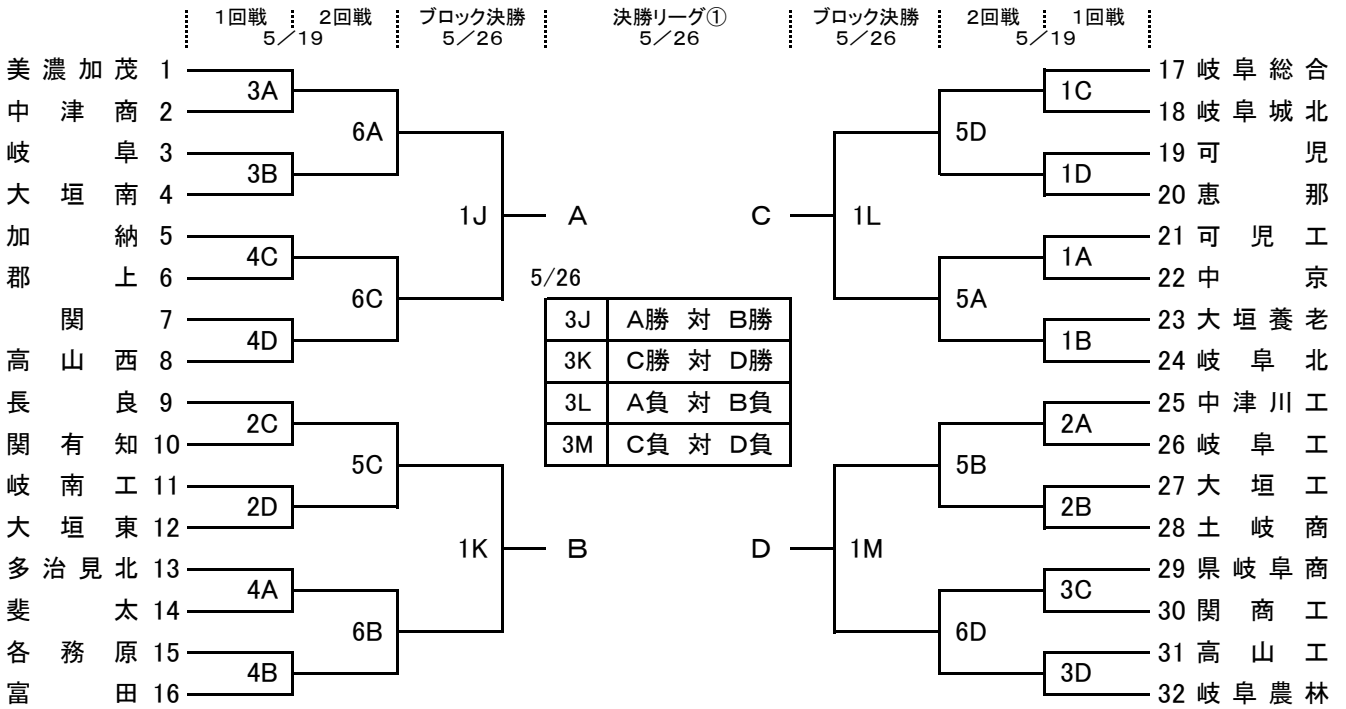 1回戦 2回戦 ブロック決勝 決勝リーグ① ブロック決勝 2回戦 1回戦
5／19 5／26 5／26 5／26 5／19
美濃加茂 1 17 岐阜総合
3A 1C
中津商 2 18 岐阜城北
6A 5D
岐阜 3 19 可児
3B 1D
大垣南 4 20 恵那
1J A C 1L
加納 5 21 可児工
4C 1A
郡上 6 5/26 22 中京
6C 5A
関 7 3J A勝 対 B勝 23 大垣養老
4D 1B
高山西 8 3K C勝 対 D勝 24 岐阜北
長良 9 3L A負 対 B負 25 中津川工
2C 2A
関有知 10 3M C負 対 D負 26 岐阜工
5C 5B
岐南工 11 27 大垣工
2D 2B
大垣東 12 28 土岐商
1K B D 1M
多治見北 13 29 県岐阜商
4A 3C
斐太 14 30 関商工
6B 6D
各務原 15 31 高山工
4B 3D
富田 16 32 岐阜農林